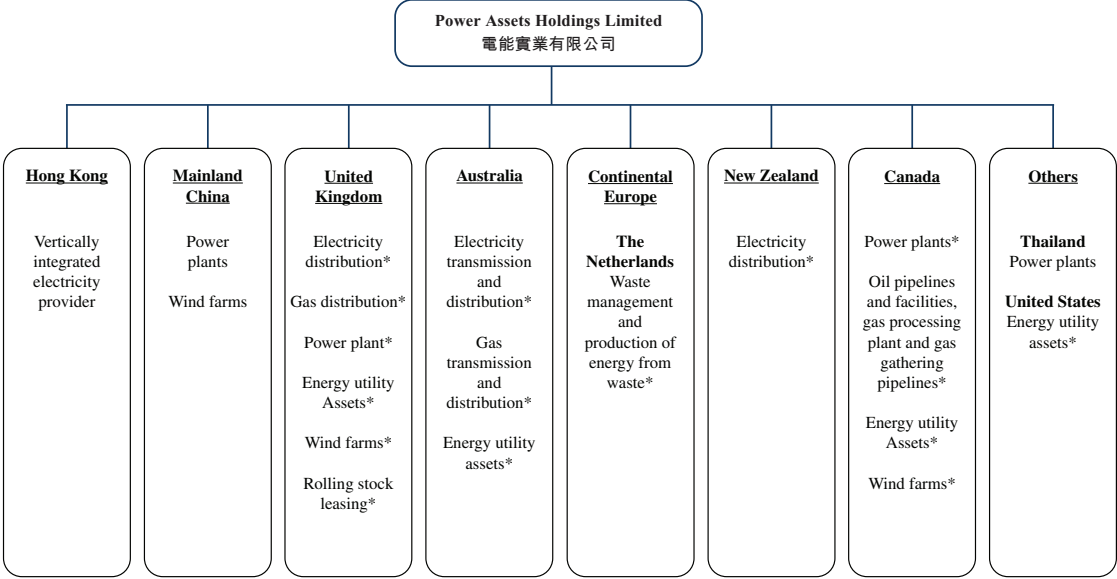 Power Assets Holdings Limited
電能實業有限公司
Hong Kong
Vertically
integrated
electricity
provider
Mainland
China
Power
plants
Wind farms
United
Kingdom
Electricity
distribution*
Gas distribution*
Power plant*
Energy utility
Assets*
Wind farms*
Rolling stock
leasing*
Australia
Electricity
transmission
and
distribution*
Gas
transmission
and
distribution*
Energy utility
assets*
Continental
Europe
The
Netherlands
Waste
management
and
production of
energy from
waste*
New Zealand
Electricity
distribution*
Canada
Power plants*
Oil pipelines
and facilities,
gas processing
plant and gas
gathering
pipelines*
Energy utility
Assets*
Wind farms*
Others
Thailand
Power plants
United States
Energy utility
assets*